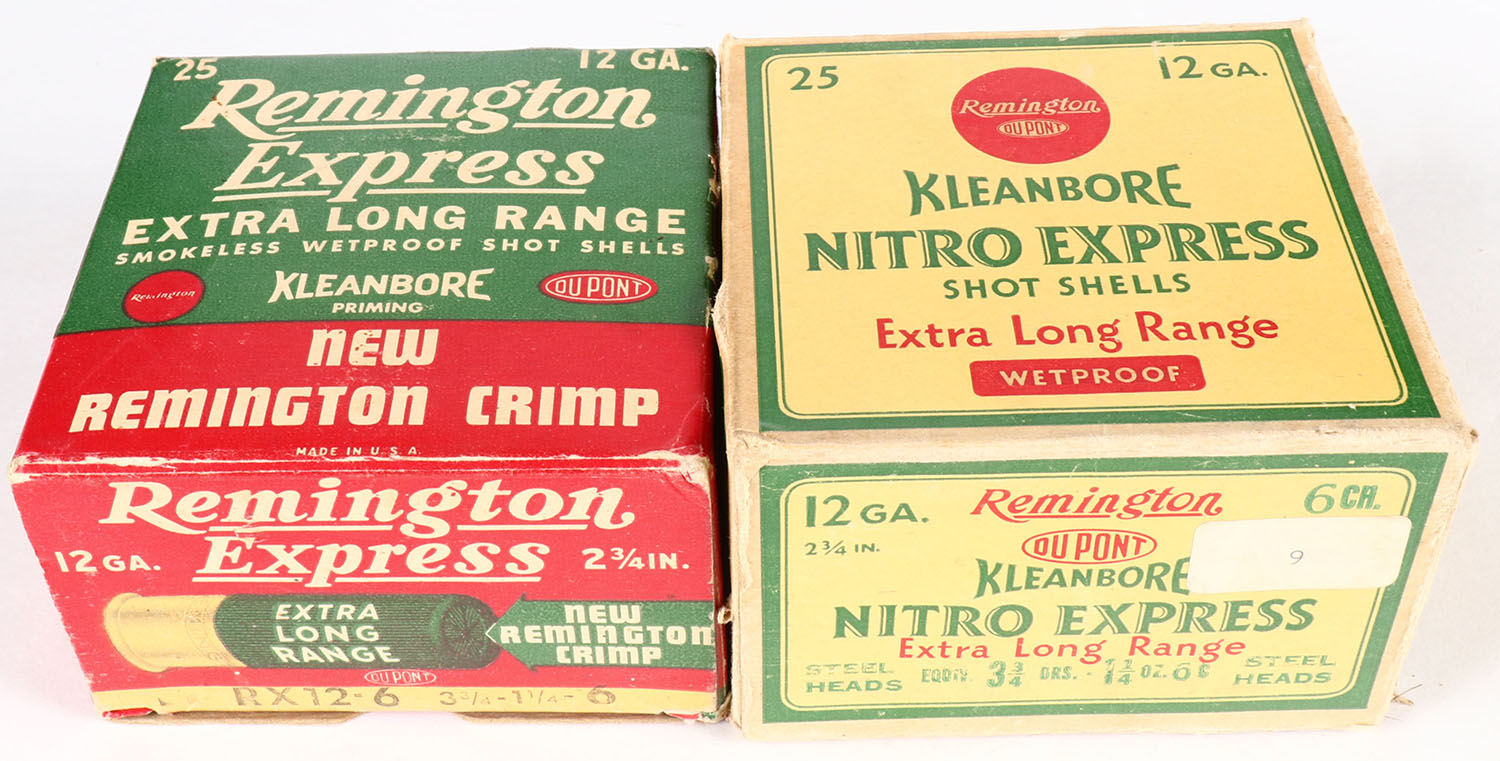 25 12 GA.
Remington
Express
EXTRA LONG RANGE
SMOKELESS WETPROOF SHOT SHELLS
Remington KLEANBORE DU PONT
PRIMING
NEW
REMINGTON CRIMP
MADE IN U.S.A.
Remington
12 GA. Express 2¾ IN.
EXTRA
LONG
RANGE
NEW
REMINGTON
CRIMP
DU PONT
RX12-6 3¾-1¼-6
25 12 GA.
Remington
DU PONT
KLEANBORE
NITRO EXPRESS
SHOT SHELLS
Extra Long Range
WETPROOF
12 GA. Remington 6 CH.
2¾ IN. DU PONT 9
KLEANBORE
NITRO EXPRESS
Extra Long Range
STEEL HEADS EQQTY. 3¾ DRS. - 1¼ OZ. 6 C STEEL HEADS